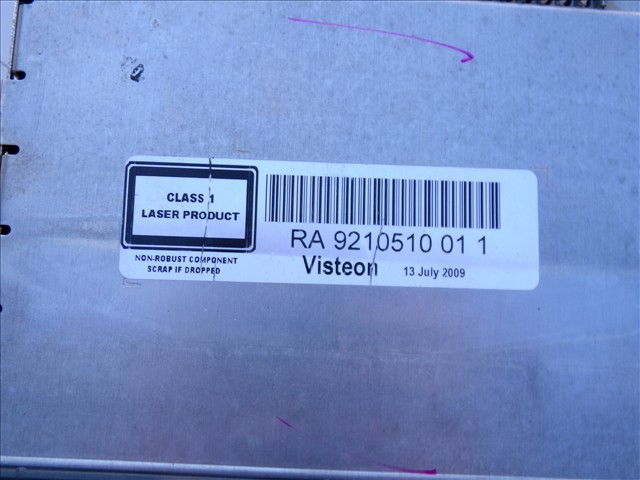 CLASS 1
LASER PRODUCT
NON-ROBUST COMPONENT
SCRAP IF DROPPED
RA 9210510 01 1
Visteon 13 July 2009